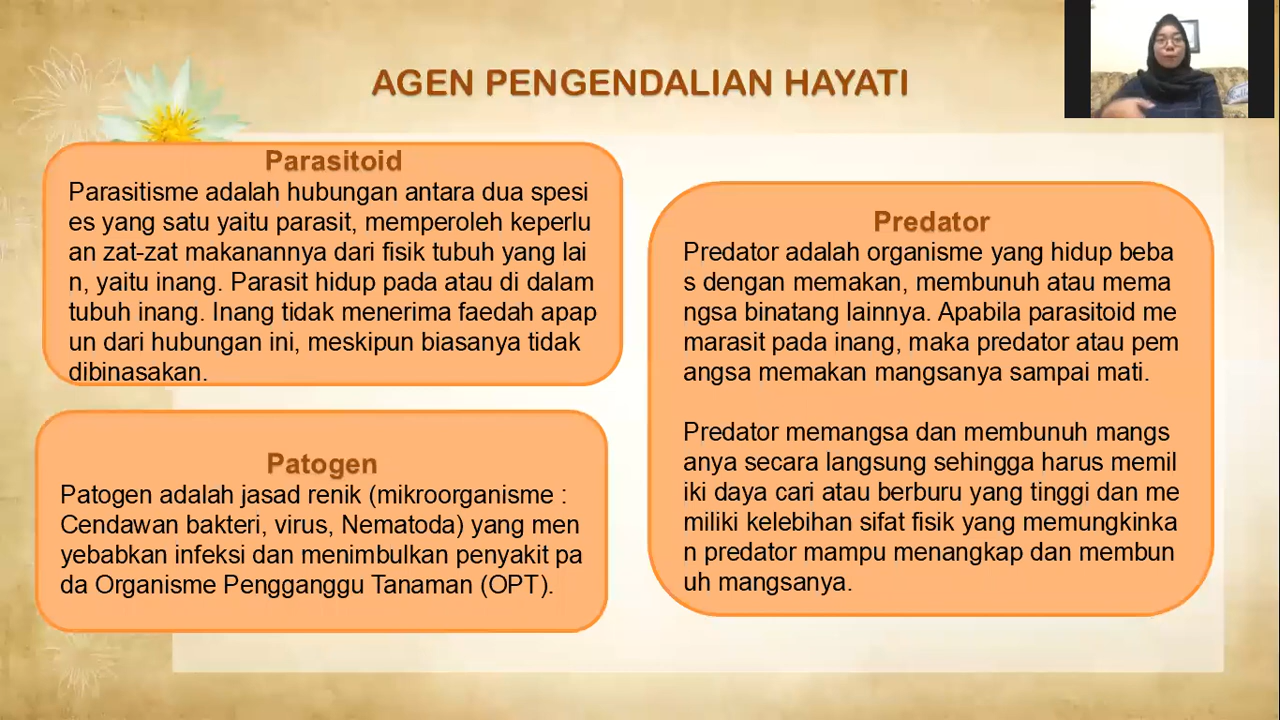 AGEN PENGENDALIAN HAYATI
Parasitoid
Parasitisme adalah hubungan antara dua spesi
es yang satu yaitu parasit, memperoleh keperlu
an zat-zat makanannya dari fisik tubuh yang lai
n, yaitu inang. Parasit hidup pada atau di dalam
tubuh inang. Inang tidak menerima faedah apap
un dari hubungan ini, meskipun biasanya tidak
dibinasakan.
Patogen
Patogen adalah jasad renik (mikroorganisme :
Cendawan bakteri, virus, Nematoda) yang men
yebabkan infeksi dan menimbulkan penyakit pa
da Organisme Pengganggu Tanaman (OPT).
Predator
Predator adalah organisme yang hidup beba
s dengan memakan, membunuh atau mema
ngsa binatang lainnya. Apabila parasitoid me
marasit pada inang, maka predator atau pem
angsa memakan mangsanya sampai mati.
Predator memangsa dan membunuh mangs
anya secara langsung sehingga harus memil
iki daya cari atau berburu yang tinggi dan me
miliki kelebihan sifat fisik yang memungkinka
n predator mampu menangkap dan membun
uh mangsanya.